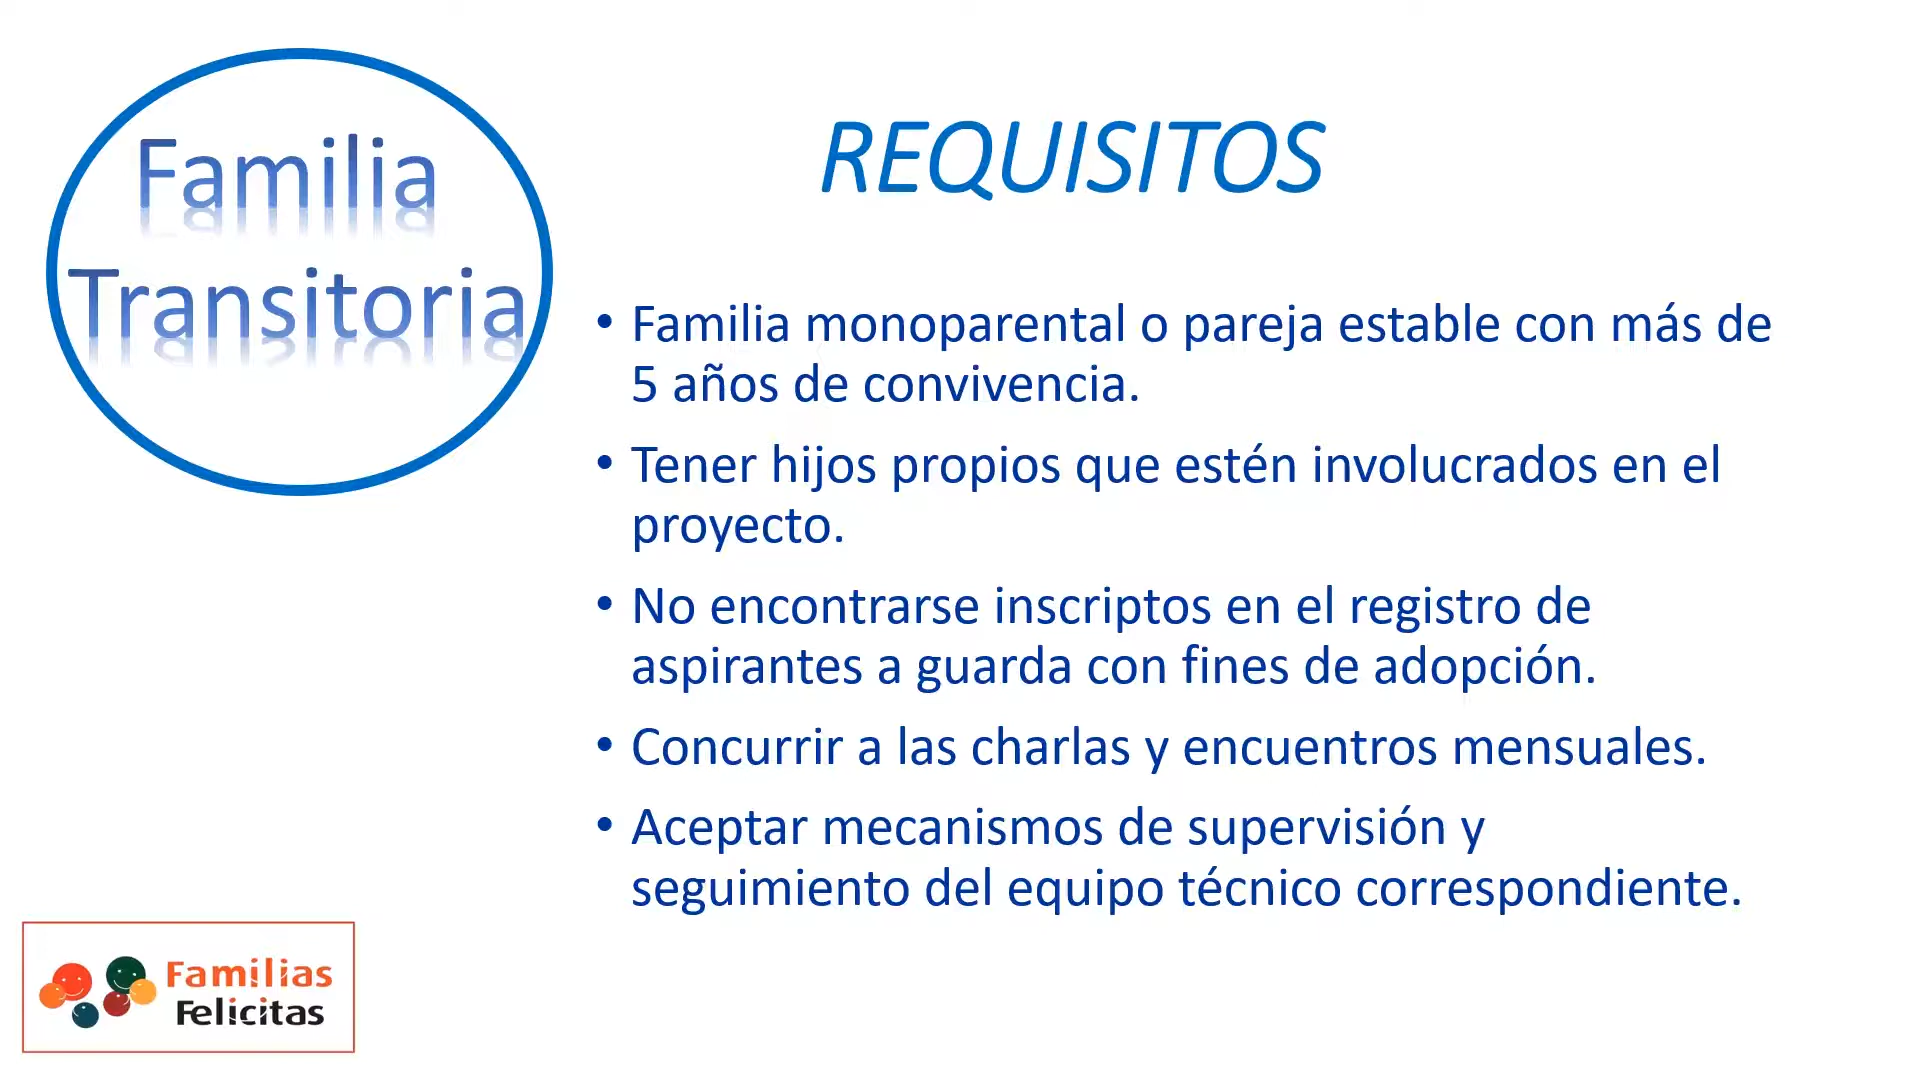 Familia
Transitoria
REQUISITOS
• Familia monoparental o pareja estable con más de
5 años de convivencia.
• Tener hijos propios que estén involucrados en el
proyecto.
• No encontrarse inscriptos en el registro de
aspirantes a guarda con fines de adopción.
• Concurrir a las charlas y encuentros mensuales.
• Aceptar mecanismos de supervisión y
seguimiento del equipo técnico correspondiente.
Familias
Felicitas